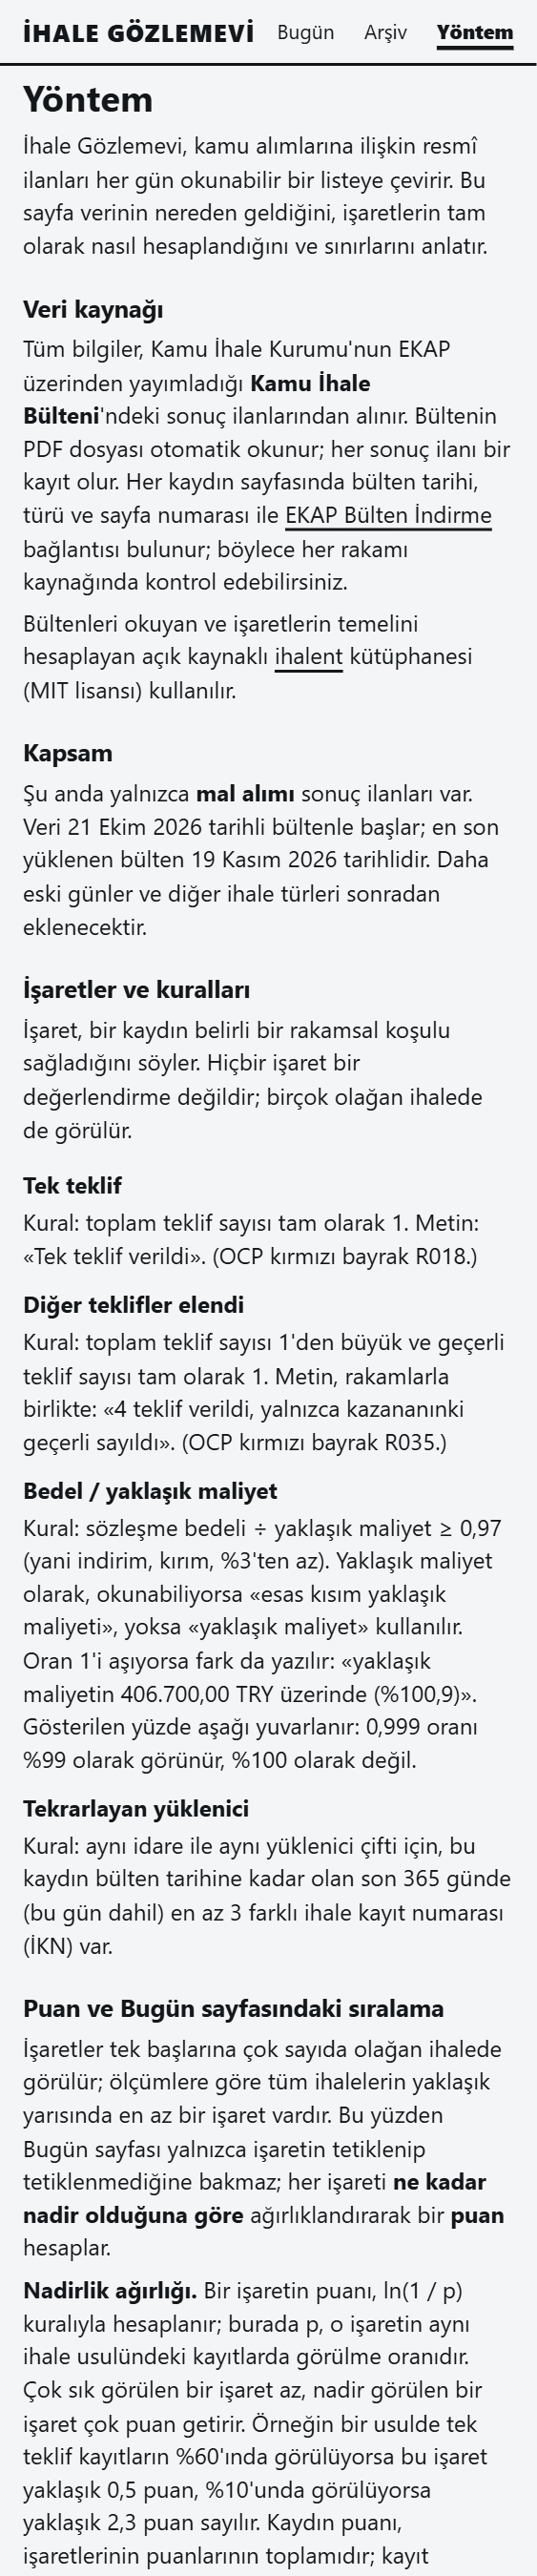 İHALE GÖZLEMEVİ Bugün Arşiv Yöntem
Yöntem
İhale Gözlemevi, kamu alımlarına ilişkin resmî
ilanları her gün okunabilir bir listeye çevirir. Bu
sayfa verinin nereden geldiğini, işaretlerin tam
olarak nasıl hesaplandığını ve sınırlarını anlatır.
Veri kaynağı
Tüm bilgiler, Kamu İhale Kurumu'nun EKAP
üzerinden yayımladığı Kamu İhale
Bülteni'ndeki sonuç ilanlarından alınır. Bültenin
PDF dosyası otomatik okunur; her sonuç ilanı bir
kayıt olur. Her kaydın sayfasında bülten tarihi,
türü ve sayfa numarası ile EKAP Bülten İndirme
bağlantısı bulunur; böylece her rakamı
kaynağında kontrol edebilirsiniz.
Bültenleri okuyan ve işaretlerin temelini
hesaplayan açık kaynaklı ihalent kütüphanesi
(MIT lisansı) kullanılır.
Kapsam
Şu anda yalnızca mal alımı sonuç ilanları var.
Veri 21 Ekim 2026 tarihli bültenle başlar; en son
yüklenen bülten 19 Kasım 2026 tarihlidir. Daha
eski günler ve diğer ihale türleri sonradan
eklenecektir.
İşaretler ve kuralları
İşaret, bir kaydın belirli bir rakamsal koşulu
sağladığını söyler. Hiçbir işaret bir
değerlendirme değildir; birçok olağan ihalede
de görülür.
Tek teklif
Kural: toplam teklif sayısı tam olarak 1. Metin:
«Tek teklif verildi». (OCP kırmızı bayrak R018.)
Diğer teklifler elendi
Kural: toplam teklif sayısı 1'den büyük ve geçerli
teklif sayısı tam olarak 1. Metin, rakamlarla
birlikte: «4 teklif verildi, yalnızca kazananınki
geçerli sayıldı». (OCP kırmızı bayrak R035.)
Bedel / yaklaşık maliyet
Kural: sözleşme bedeli ÷ yaklaşık maliyet ≥ 0,97
(yani indirim, kırım, %3'ten az). Yaklaşık maliyet
olarak, okunabiliyorsa «esas kısım yaklaşık
maliyeti», yoksa «yaklaşık maliyet» kullanılır.
Oran 1'i aşıyorsa fark da yazılır: «yaklaşık
maliyetin 406.700,00 TRY üzerinde (%100,9)».
Gösterilen yüzde aşağı yuvarlanır: 0,999 oranı
%99 olarak görünür, %100 olarak değil.
Tekrarlayan yüklenici
Kural: aynı idare ile aynı yüklenici çifti için, bu
kaydın bülten tarihine kadar olan son 365 günde
(bu gün dahil) en az 3 farklı ihale kayıt numarası
(İKN) var.
Puan ve Bugün sayfasındaki sıralama
İşaretler tek başlarına çok sayıda olağan ihalede
görülür; ölçümlere göre tüm ihalelerin yaklaşık
yarısında en az bir işaret vardır. Bu yüzden
Bugün sayfası yalnızca işaretin tetiklenip
tetiklenmediğine bakmaz; her işareti ne kadar
nadir olduğuna göre ağırlıklandırarak bir puan
hesaplar.
Nadirlik ağırlığı. Bir işaretin puanı, ln(1 / p)
kuralıyla hesaplanır; burada p, o işaretin aynı
ihale usulündeki kayıtlarda görülme oranıdır.
Çok sık görülen bir işaret az, nadir görülen bir
işaret çok puan getirir. Örneğin bir usulde tek
teklif kayıtların %60'ında görülüyorsa bu işaret
yaklaşık 0,5 puan, %10'unda görülüyorsa
yaklaşık 2,3 puan sayılır. Kaydın puanı,
işaretlerinin puanlarının toplamıdır; kayıt